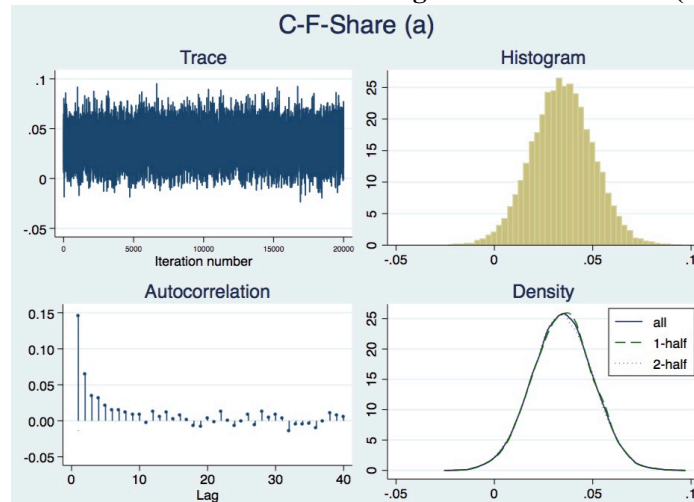 C-F-Share (a)
Trace
.1
.05
0
-.05
0 5000 10000 15000 20000
Iteration number
Histogram
25
20
15
10
5
0
-.05 0 .05
Autocorrelation
0.15
0.10
0.05
0.00
-0.05
0 10 20 30 40
Lag
Density
all
1-half
2-half
25
20
15
10
5
0
-.05 0 .05